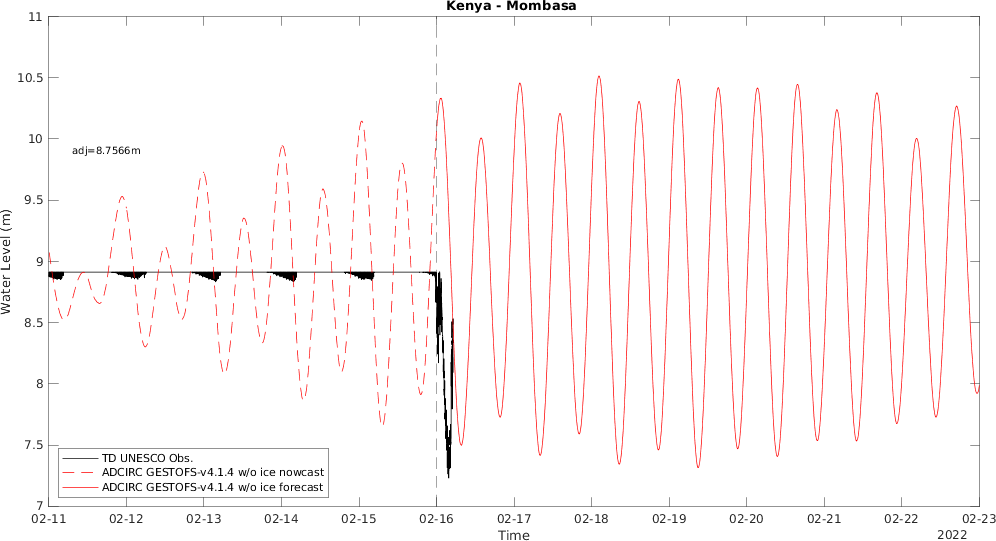 Kenya - Mombasa
11
10.5
10
9.5
9
8.5
8
7.5
7
Water Level (m)
adj=8.7566m
TD UNESCO Obs.
ADCIRC GESTOFS-v4.1.4 w/o ice nowcast
ADCIRC GESTOFS-v4.1.4 w/o ice forecast
02-11 02-12 02-13 02-14 02-15 02-16 02-17 02-18 02-19 02-20 02-21 02-22 02-23
Time
2022